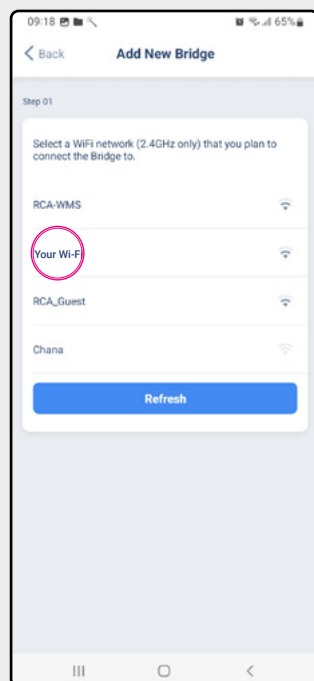 09:18 65%
Back Add New Bridge
Step 01
Select a WiFi network (2.4GHz only) that you plan to
connect the Bridge to.
RCA-WMS
Your Wi-Fi
RCA_Guest
Chana
Refresh